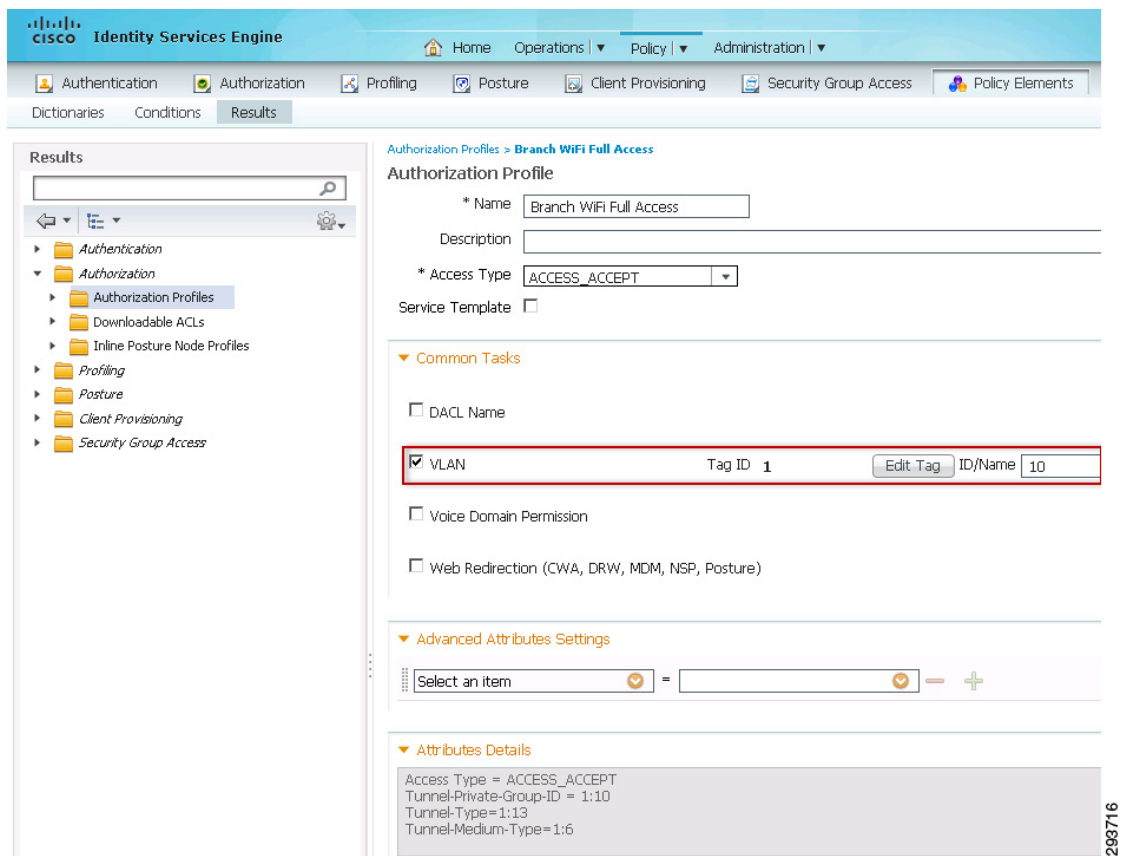 CISCO Identity Services Engine
Home Operations | Policy | Administration |
Authentication Authorization Profiling Posture Client Provisioning Security Group Access Policy Elements
Dictionaries Conditions Results
Results
Authentication
Authorization
Authorization Profiles
Downloadable ACLs
Inline Posture Node Profiles
Profiling
Posture
Client Provisioning
Security Group Access
Authorization Profiles > Branch WiFi Full Access
Authorization Profile
* Name Branch WiFi Full Access
Description
* Access Type ACCESS_ACCEPT
Service Template
Common Tasks
DACL Name
VLAN Tag ID 1 Edit Tag ID/Name 10
Voice Domain Permission
Web Redirection (CWA, DRW, MDM, NSP, Posture)
Advanced Attributes Settings
Select an item =
Attributes Details
Access Type = ACCESS_ACCEPT
Tunnel-Private-Group-ID = 1:10
Tunnel-Type=1:13
Tunnel-Medium-Type=1:6
293716